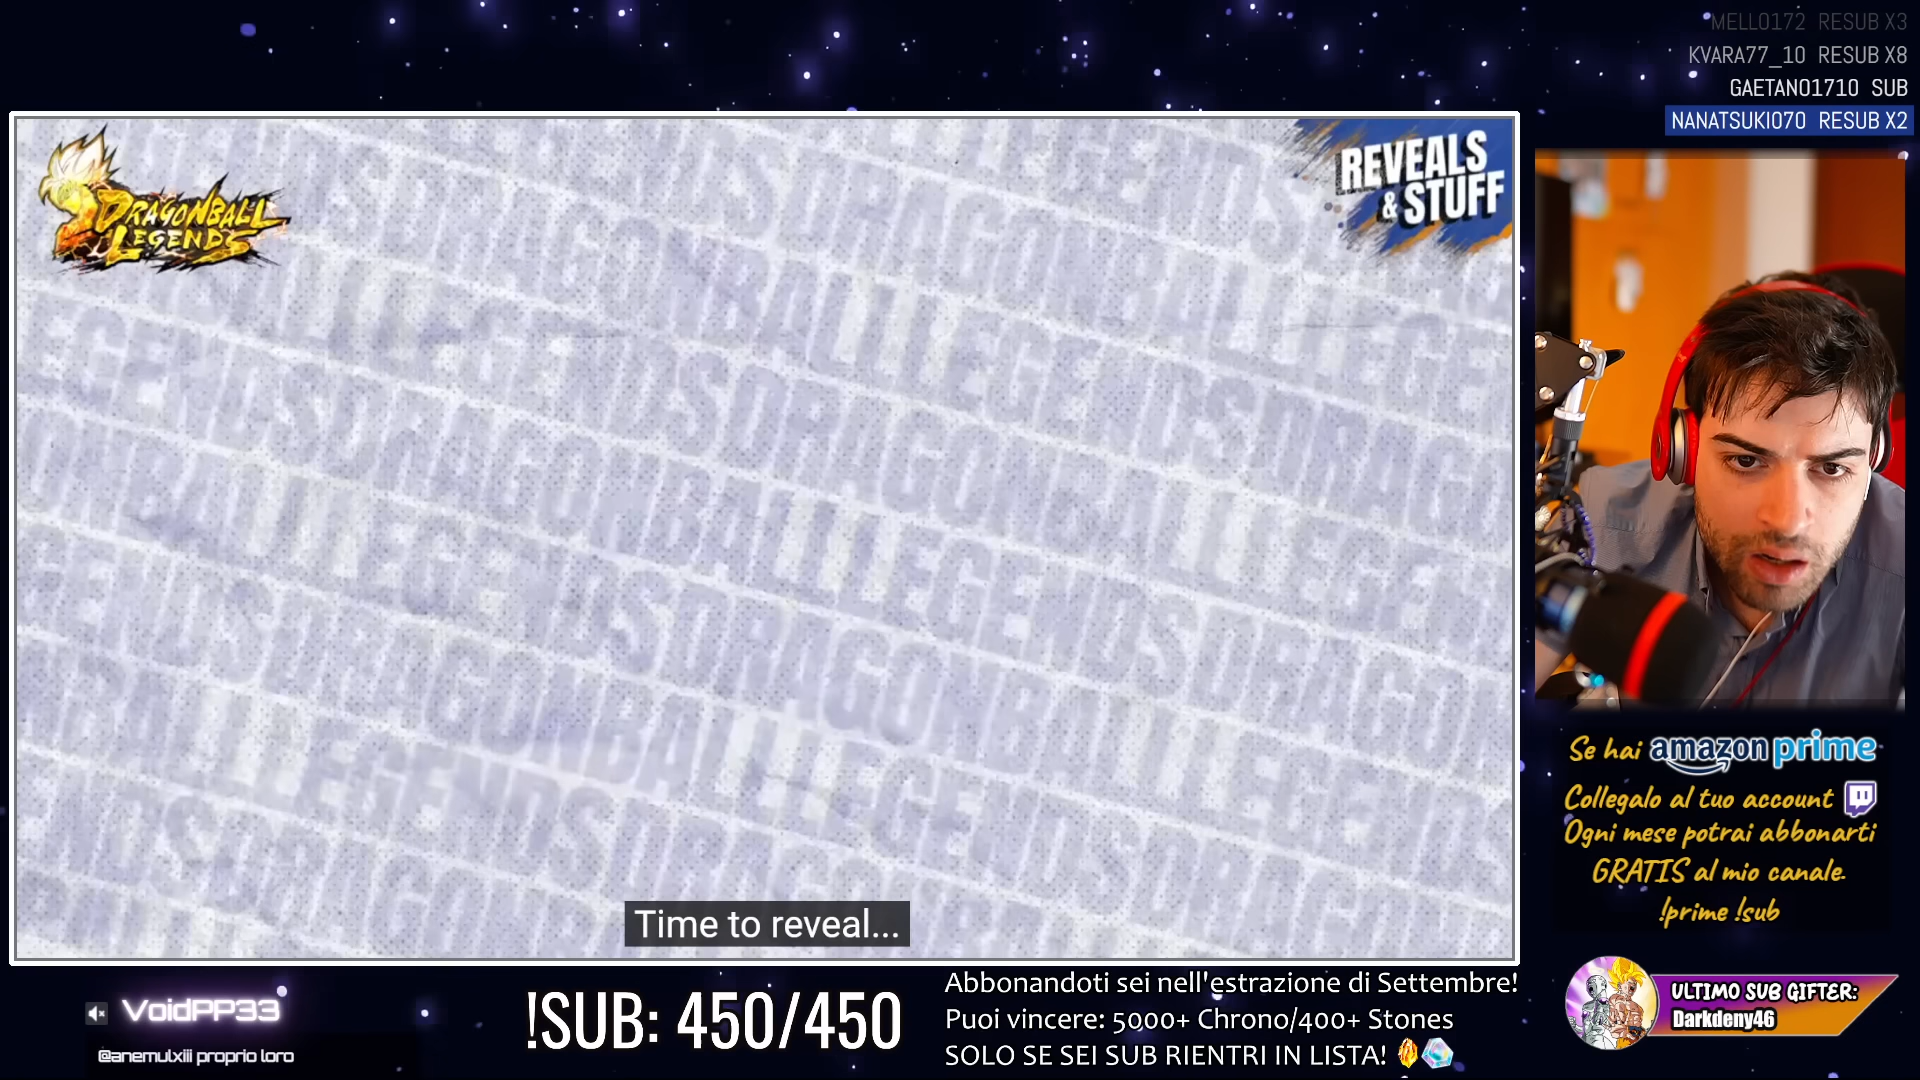 MELLO172 RESUB X3
KVARA77_10 RESUB X8
GAETANO1710 SUB
NANATSUKI070 RESUB X2
DRAGONBALL
LEGENDS
REVEALS
& STUFF
Time to reveal...
Se hai amazon prime
Collegalo al tuo account
Ogni mese potrai abbonarti
GRATIS al mio canale.
!prime !sub
VoidPP33
@anemulxiii proprio loro
!SUB: 450/450
Abbonandoti sei nell'estrazione di Settembre!
Puoi vincere: 5000+ Chrono/400+ Stones
SOLO SE SEI SUB RIENTRI IN LISTA!
ULTIMO SUB GIFTER:
Darkdeny46